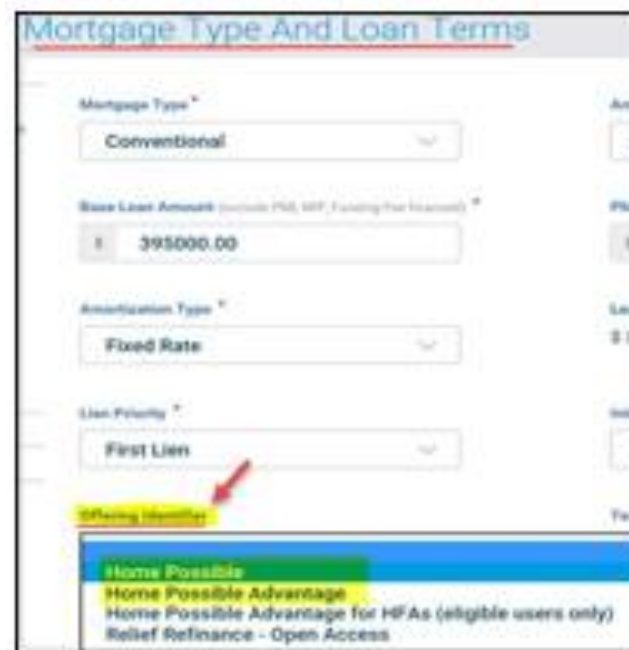 Mortgage Type And Loan Terms
Mortgage Type *
Conventional
Base Loan Amount (exclude PMI, MIP, Funding Fee financed) *
$ 395000.00
Amortization Type *
Fixed Rate
Lien Priority *
First Lien
Offering Identifier
Home Possible
Home Possible Advantage
Home Possible Advantage for HFAs (eligible users only)
Relief Refinance - Open Access